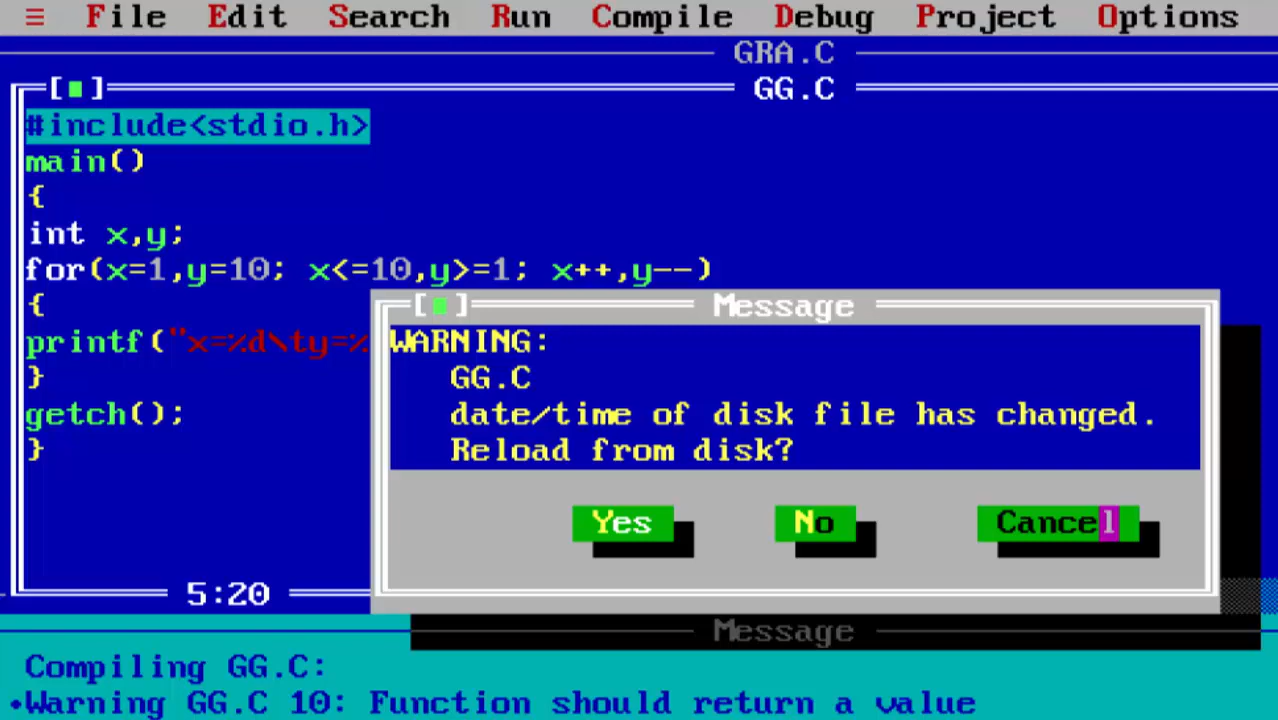 ≡ File Edit Search Run Compile Debug Project Options
GRA.C
[■] GG.C
#include<stdio.h>
main()
{
int x,y;
for(x=1,y=10; x<=10,y>=1; x++,y--)
{
printf("x=%d\ty=%
}
getch();
}
5:20
[■] Message
WARNING:
GG.C
date/time of disk file has changed.
Reload from disk?
Yes No Cancel
Message
Compiling GG.C:
•Warning GG.C 10: Function should return a value